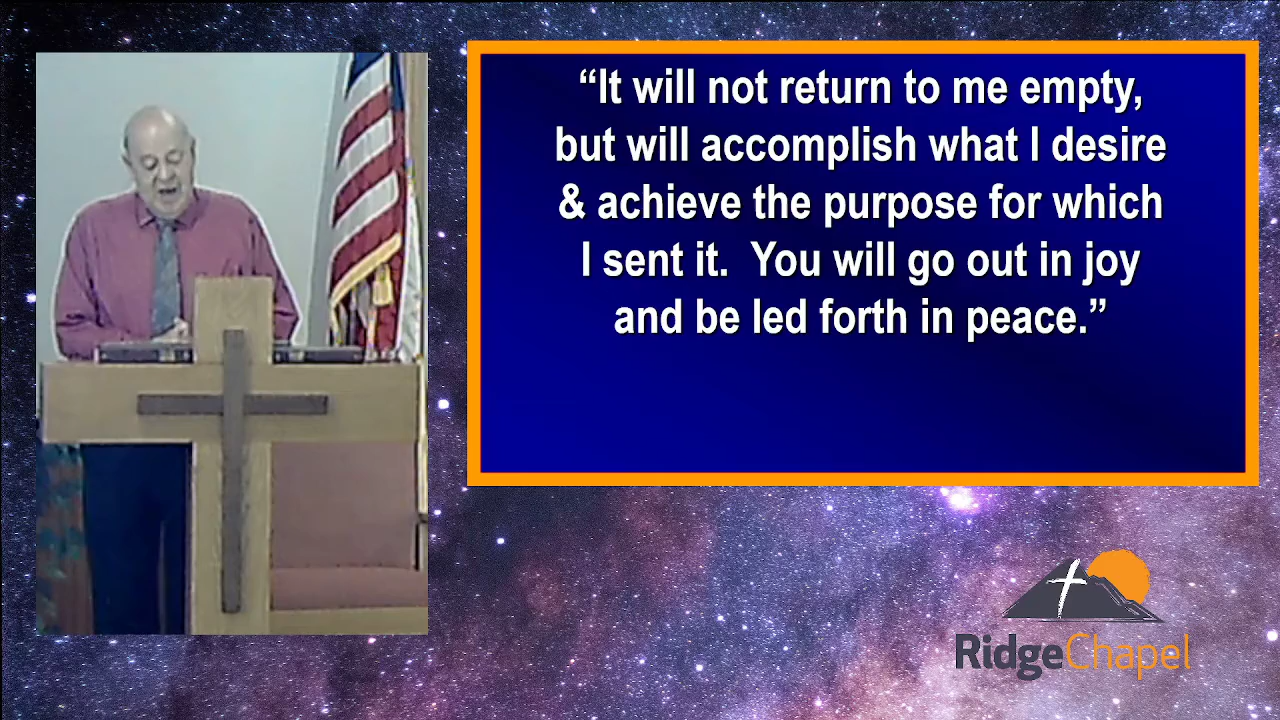 “It will not return to me empty,
but will accomplish what I desire
& achieve the purpose for which
I sent it.  You will go out in joy
and be led forth in peace.”
RidgeChapel